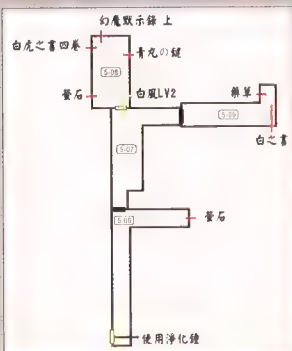 幻魔默示錄 上
白虎之書四卷
青丸の鍵
5-08
螢石
白風LV2
藥草
5-09
白之書
5-07
5-06
螢石
使用淨化鐘